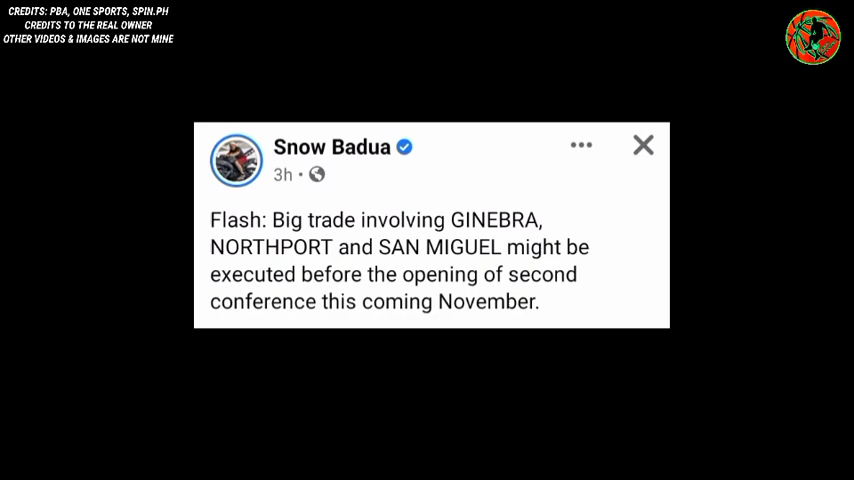 CREDITS: PBA, ONE SPORTS, SPIN.PH
CREDITS TO THE REAL OWNER
OTHER VIDEOS & IMAGES ARE NOT MINE
Snow Badua
3h •
Flash: Big trade involving GINEBRA,
NORTHPORT and SAN MIGUEL might be
executed before the opening of second
conference this coming November.